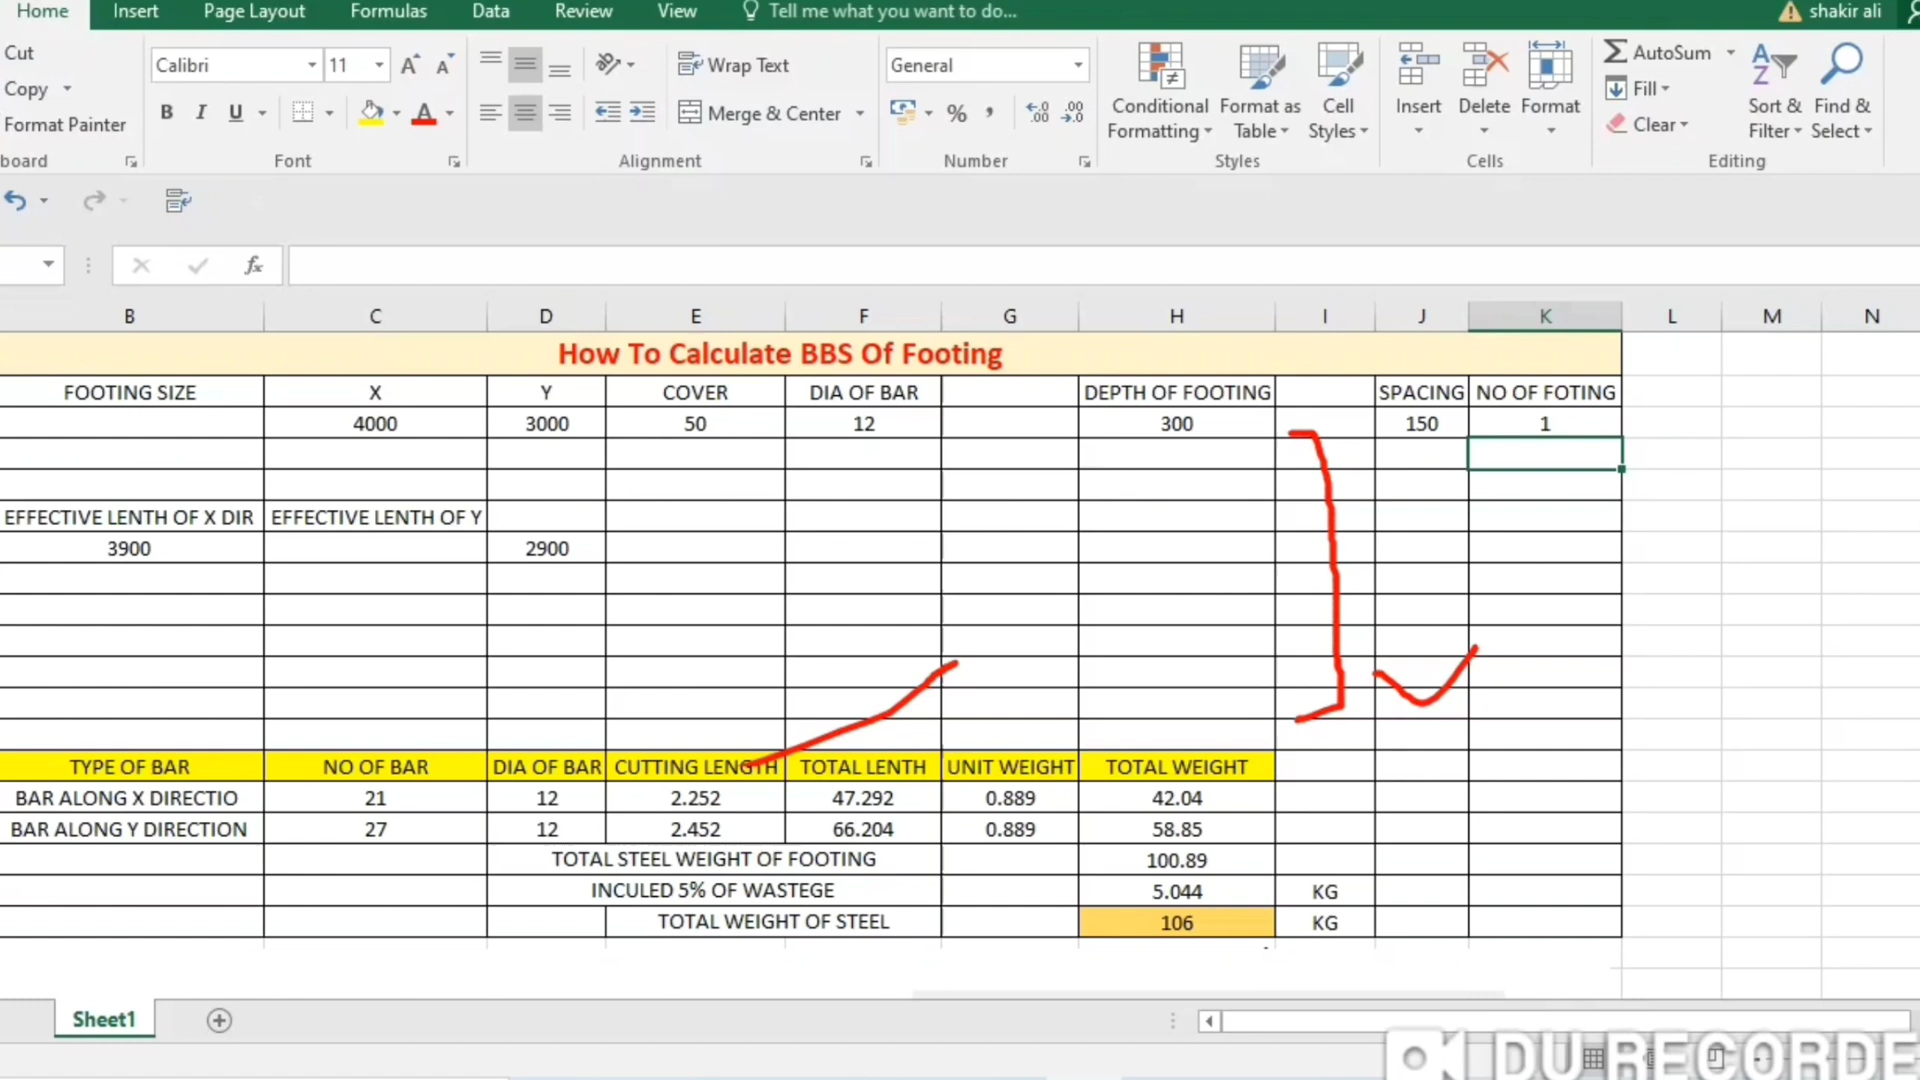 Home Insert Page Layout Formulas Data Review View Tell me what you want to do... shakir ali
Cut
Copy
Format Painter
board
Calibri 11
B I U A
Font
Wrap Text
Merge & Center
Alignment
General
% ,
Number
Conditional Formatting
Format as Table
Cell Styles
Styles
Insert Delete Format
Cells
AutoSum
Fill
Clear
Sort & Filter
Find & Select
Editing
fx
B C D E F G H I J K L M N
How To Calculate BBS Of Footing
FOOTING SIZE X Y COVER DIA OF BAR DEPTH OF FOOTING SPACING NO OF FOTING
4000 3000 50 12 300 150 1
EFFECTIVE LENTH OF X DIR EFFECTIVE LENTH OF Y
3900 2900
TYPE OF BAR NO OF BAR DIA OF BAR CUTTING LENGTH TOTAL LENTH UNIT WEIGHT TOTAL WEIGHT
BAR ALONG X DIRECTIO 21 12 2.252 47.292 0.889 42.04
BAR ALONG Y DIRECTION 27 12 2.452 66.204 0.889 58.85
TOTAL STEEL WEIGHT OF FOOTING 100.89
INCULED 5% OF WASTEGE 5.044 KG
TOTAL WEIGHT OF STEEL 106 KG
Sheet1
DU RECORDE